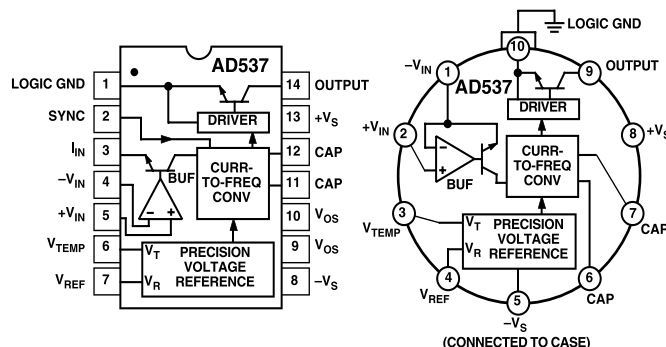 AD537
LOGIC GND 1
SYNC 2
IIN 3
–VIN 4
+VIN 5
VTEMP 6
VREF 7
14 OUTPUT
13 +VS
12 CAP
11 CAP
10 VOS
9 VOS
8 –VS
DRIVER
BUF
– +
CURR-
TO-FREQ
CONV
VT
VR
PRECISION
VOLTAGE
REFERENCE
LOGIC GND
10
–VIN
1
AD537
9
OUTPUT
DRIVER
+VIN
2
8
+VS
–
+
BUF
CURR-
TO-FREQ
CONV
3
VTEMP
7
CAP
VT
VR
PRECISION
VOLTAGE
REFERENCE
4
VREF
6
CAP
5
–VS
(CONNECTED TO CASE)